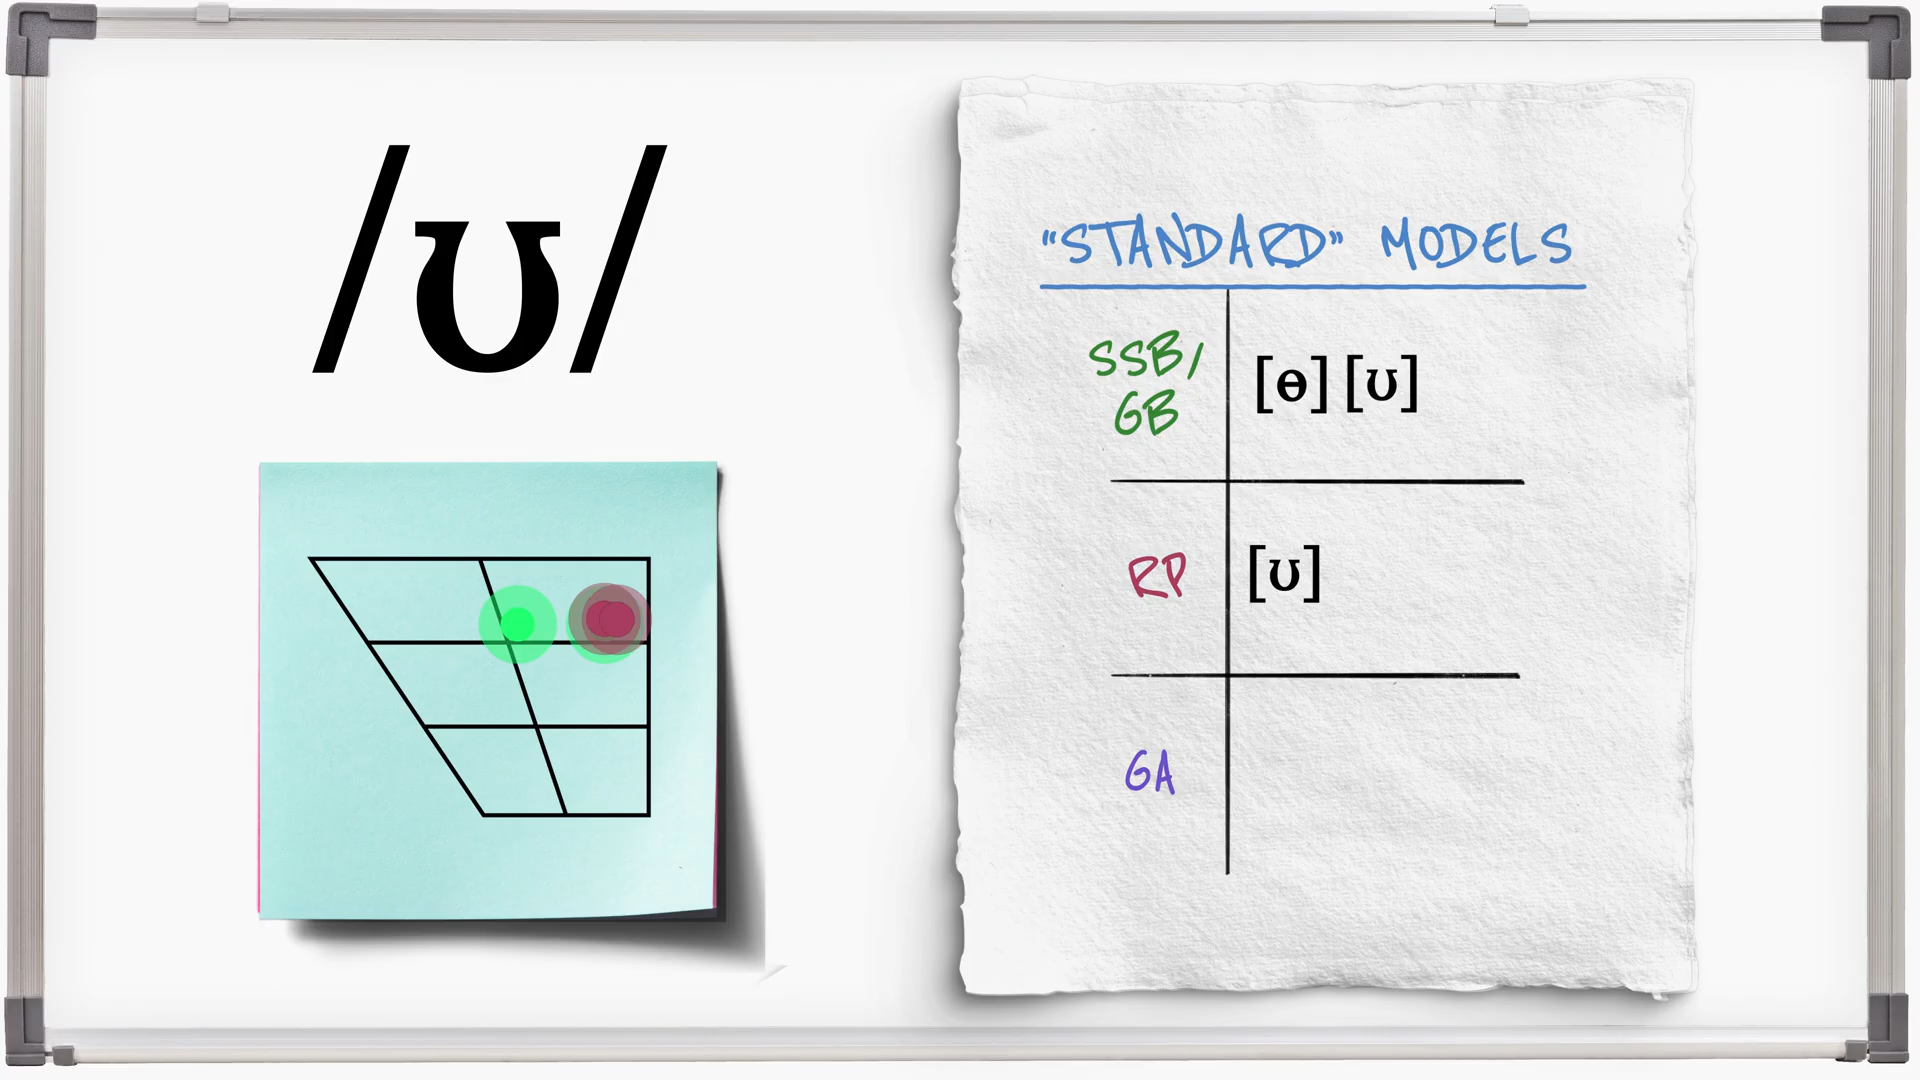 /ʊ/
“STANDARD” MODELS
SSB/
GB
[ɵ] [ʊ]
RP
[ʊ]
GA